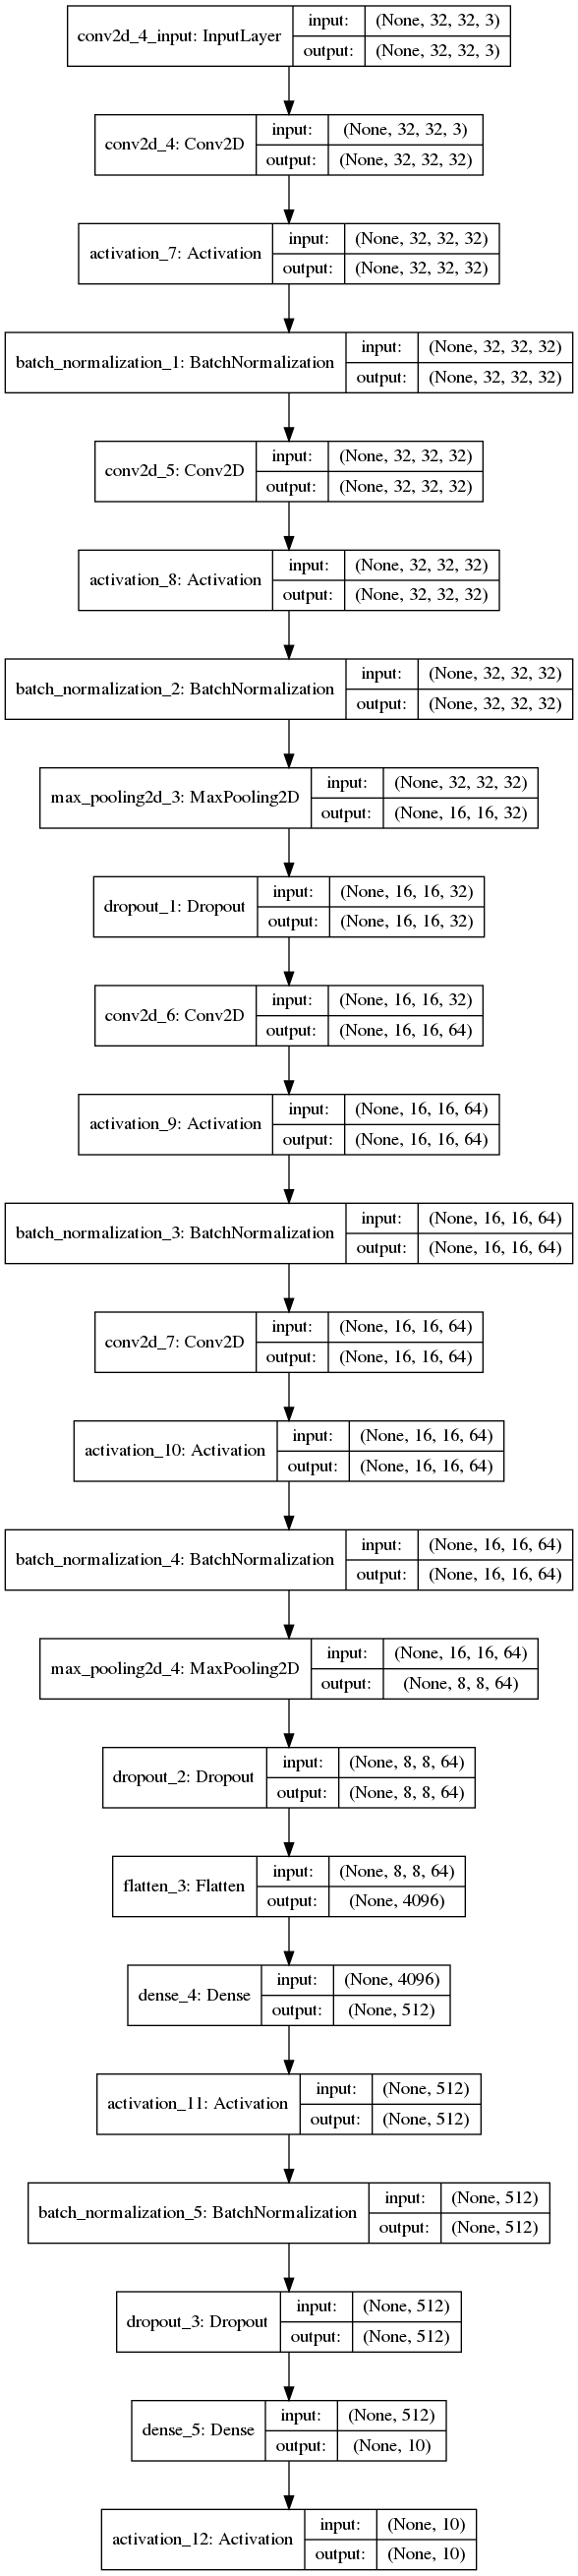 conv2d_4_input: InputLayer
input: (None, 32, 32, 3)
output: (None, 32, 32, 3)
conv2d_4: Conv2D
input: (None, 32, 32, 3)
output: (None, 32, 32, 32)
activation_7: Activation
input: (None, 32, 32, 32)
output: (None, 32, 32, 32)
batch_normalization_1: BatchNormalization
input: (None, 32, 32, 32)
output: (None, 32, 32, 32)
conv2d_5: Conv2D
input: (None, 32, 32, 32)
output: (None, 32, 32, 32)
activation_8: Activation
input: (None, 32, 32, 32)
output: (None, 32, 32, 32)
batch_normalization_2: BatchNormalization
input: (None, 32, 32, 32)
output: (None, 32, 32, 32)
max_pooling2d_3: MaxPooling2D
input: (None, 32, 32, 32)
output: (None, 16, 16, 32)
dropout_1: Dropout
input: (None, 16, 16, 32)
output: (None, 16, 16, 32)
conv2d_6: Conv2D
input: (None, 16, 16, 32)
output: (None, 16, 16, 64)
activation_9: Activation
input: (None, 16, 16, 64)
output: (None, 16, 16, 64)
batch_normalization_3: BatchNormalization
input: (None, 16, 16, 64)
output: (None, 16, 16, 64)
conv2d_7: Conv2D
input: (None, 16, 16, 64)
output: (None, 16, 16, 64)
activation_10: Activation
input: (None, 16, 16, 64)
output: (None, 16, 16, 64)
batch_normalization_4: BatchNormalization
input: (None, 16, 16, 64)
output: (None, 16, 16, 64)
max_pooling2d_4: MaxPooling2D
input: (None, 16, 16, 64)
output: (None, 8, 8, 64)
dropout_2: Dropout
input: (None, 8, 8, 64)
output: (None, 8, 8, 64)
flatten_3: Flatten
input: (None, 8, 8, 64)
output: (None, 4096)
dense_4: Dense
input: (None, 4096)
output: (None, 512)
activation_11: Activation
input: (None, 512)
output: (None, 512)
batch_normalization_5: BatchNormalization
input: (None, 512)
output: (None, 512)
dropout_3: Dropout
input: (None, 512)
output: (None, 512)
dense_5: Dense
input: (None, 512)
output: (None, 10)
activation_12: Activation
input: (None, 10)
output: (None, 10)